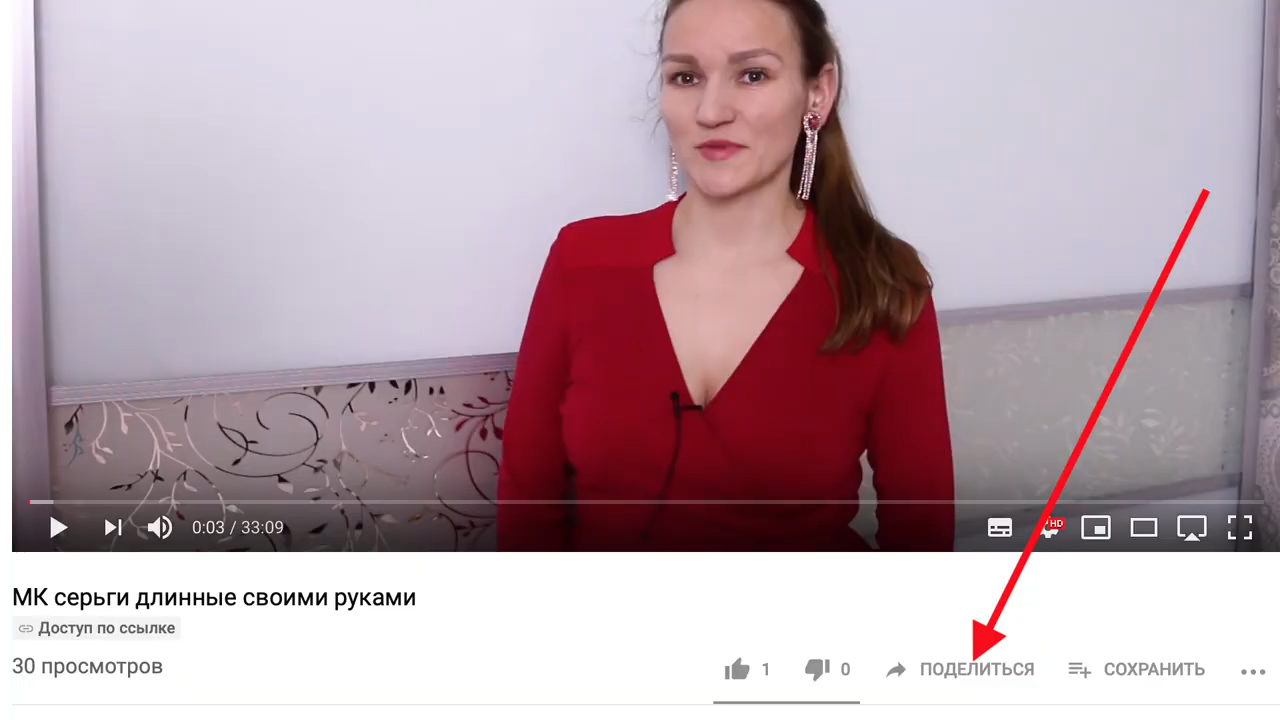 0:03 / 33:09
HD
МК серьги длинные своими руками
Доступ по ссылке
30 просмотров
1 0 ПОДЕЛИТЬСЯ СОХРАНИТЬ